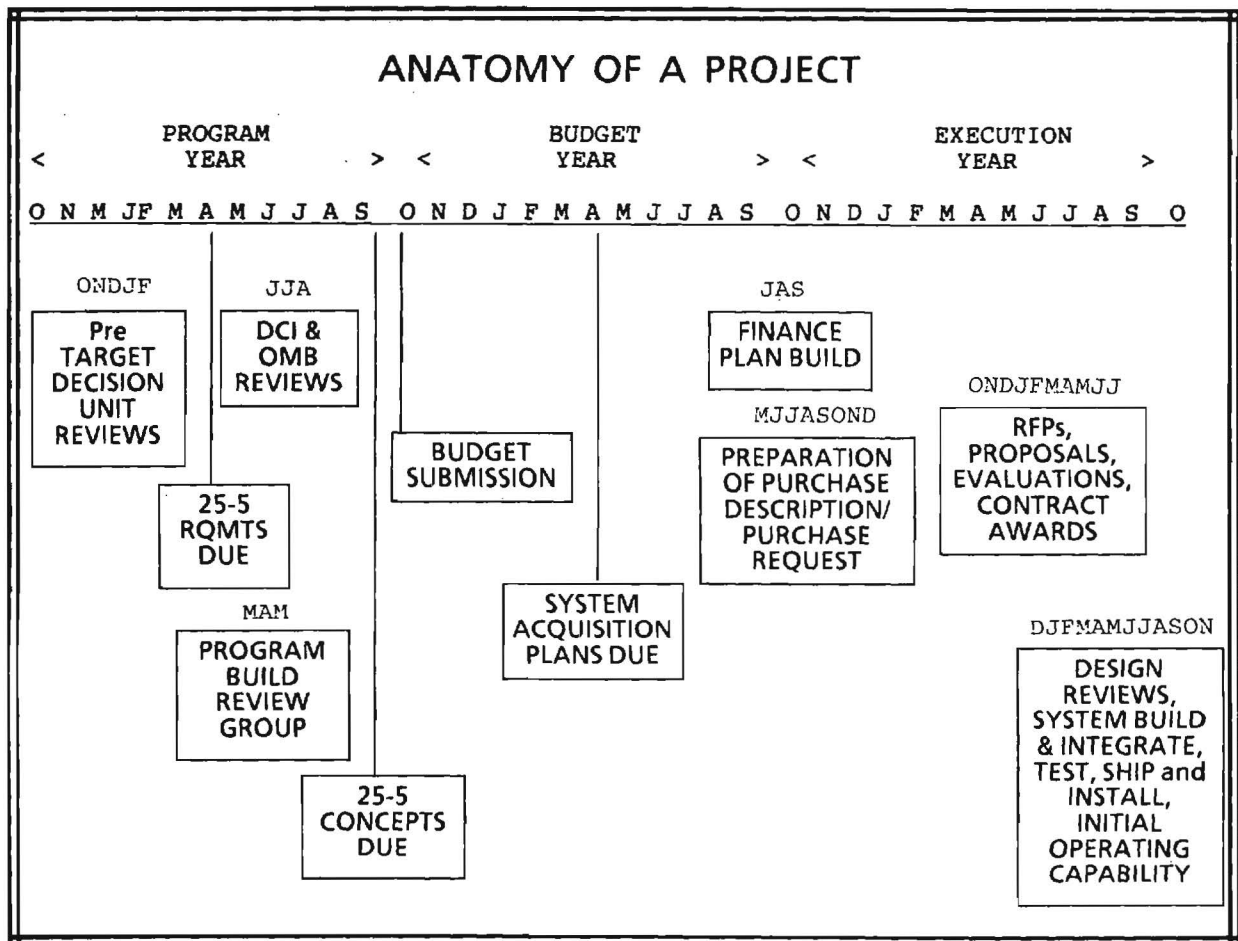 ANATOMY OF A PROJECT
PROGRAM
< YEAR >
BUDGET
< YEAR >
EXECUTION
< YEAR >
O N M JF M A M J J A S O N D J F M A M J J A S O N D J F M A M J J A S O
ONDJF
Pre
TARGET
DECISION
UNIT
REVIEWS
JJA
DCI &
OMB
REVIEWS
JAS
FINANCE
PLAN BUILD
ONDJFMAMJJ
RFPs,
PROPOSALS,
EVALUATIONS,
CONTRACT
AWARDS
BUDGET
SUBMISSION
MJJASOND
PREPARATION
OF PURCHASE
DESCRIPTION/
PURCHASE
REQUEST
25-5
RQMTS
DUE
SYSTEM
ACQUISITION
PLANS DUE
MAM
PROGRAM
BUILD
REVIEW
GROUP
DJFMAMJJASON
DESIGN
REVIEWS,
SYSTEM BUILD
& INTEGRATE,
TEST, SHIP and
INSTALL,
INITIAL
OPERATING
CAPABILITY
25-5
CONCEPTS
DUE